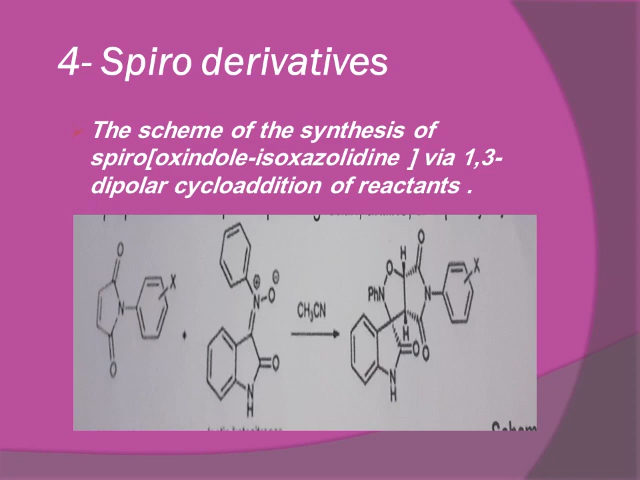 4- Spiro derivatives
The scheme of the synthesis of
spiro[oxindole-isoxazolidine ] via 1,3-
dipolar cycloaddition of reactants .
O
N
X
O
+
N
O
O
N
H
CH₃CN
O
H
O
PhN
N
X
H
O
O
N
H